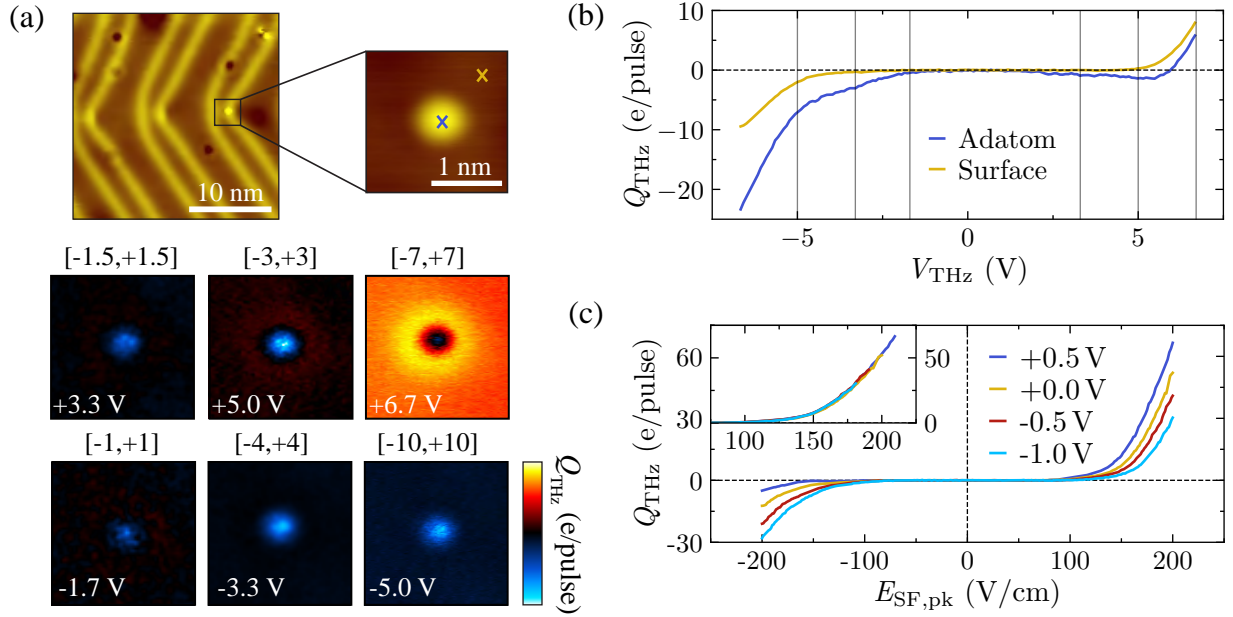 (a)
10 nm
1 nm
[-1.5,+1.5]
[-3,+3]
[-7,+7]
+3.3 V
+5.0 V
+6.7 V
[-1,+1]
[-4,+4]
[-10,+10]
-1.7 V
-3.3 V
-5.0 V
Q_THz (e/pulse)
(b)
10
0
−10
−20
Q_THz (e/pulse)
Adatom
Surface
−5
0
5
V_THz (V)
(c)
60
30
0
-30
Q_THz (e/pulse)
50
0
100
150
200
+0.5 V
+0.0 V
-0.5 V
-1.0 V
-200
-100
0
100
200
E_SF,pk (V/cm)